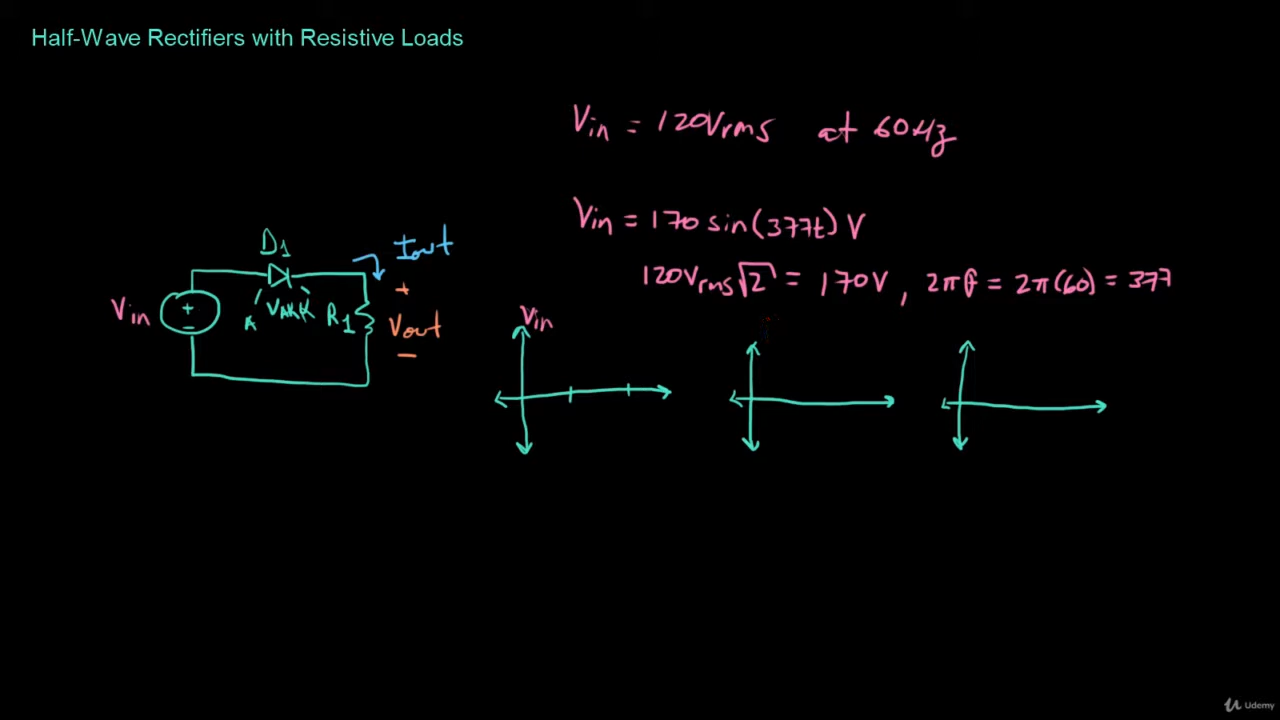 Half-Wave Rectifiers with Resistive Loads
Vin = 120Vrms at 60Hz
Vin = 170 sin(377t) V
120Vrms√2 = 170V, 2πf = 2π(60) = 377
D1
Iout
+
Vin
+
−
A
VAK
K
R1
Vout
−
Vin
Udemy